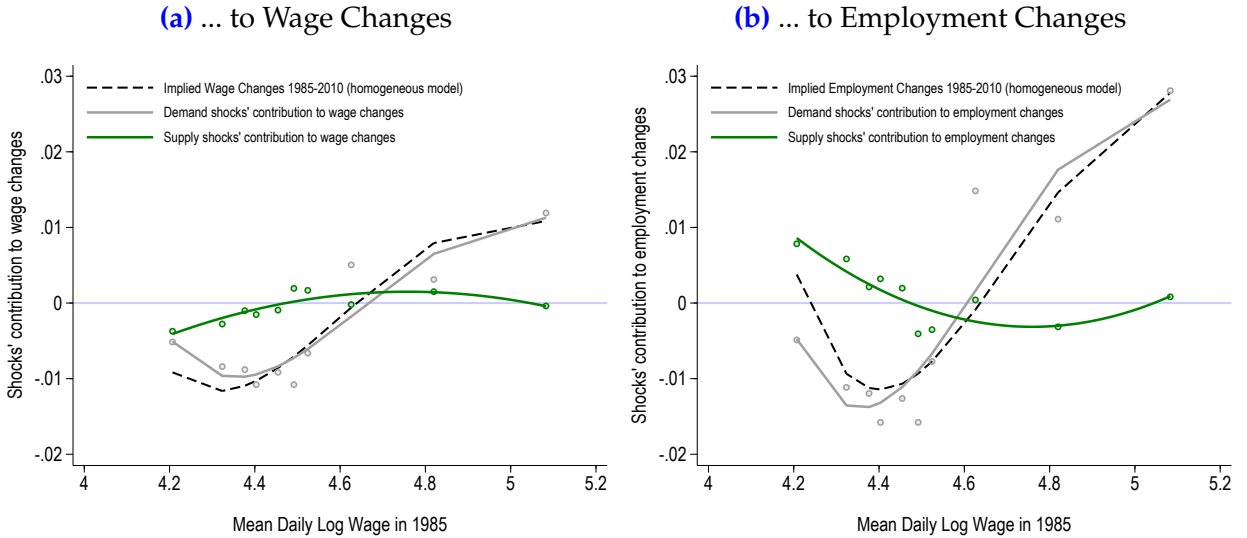 (a) ... to Wage Changes
Shocks' contribution to wage changes
.03
.02
.01
0
-.01
-.02
Implied Wage Changes 1985-2010 (homogeneous model)
Demand shocks' contribution to wage changes
Supply shocks' contribution to wage changes
4 4.2 4.4 4.6 4.8 5 5.2
Mean Daily Log Wage in 1985
(b) ... to Employment Changes
Shocks' contribution to employment changes
.03
.02
.01
0
-.01
-.02
Implied Employment Changes 1985-2010 (homogeneous model)
Demand shocks' contribution to employment changes
Supply shocks' contribution to employment changes
4 4.2 4.4 4.6 4.8 5 5.2
Mean Daily Log Wage in 1985